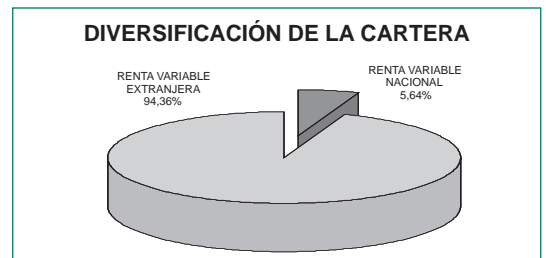 DIVERSIFICACIÓN DE LA CARTERA
RENTA VARIABLE
EXTRANJERA
94,36%
RENTA VARIABLE
NACIONAL
5,64%